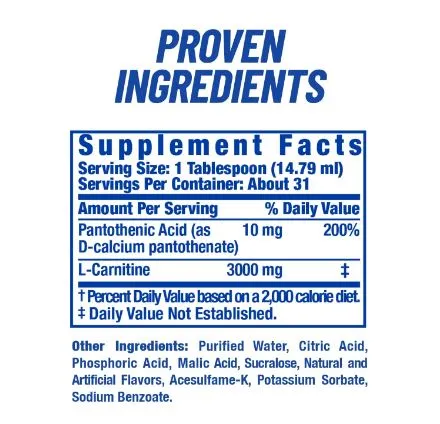 PROVEN
INGREDIENTS
Supplement Facts
Serving Size: 1 Tablespoon (14.79 ml)
Servings Per Container: About 31
Amount Per Serving % Daily Value
Pantothenic Acid (as 10 mg 200%
D-calcium pantothenate)
L-Carnitine 3000 mg ‡
† Percent Daily Value based on a 2,000 calorie diet.
‡ Daily Value Not Established.
Other Ingredients: Purified Water, Citric Acid,
Phosphoric Acid, Malic Acid, Sucralose, Natural and
Artificial Flavors, Acesulfame-K, Potassium Sorbate,
Sodium Benzoate.